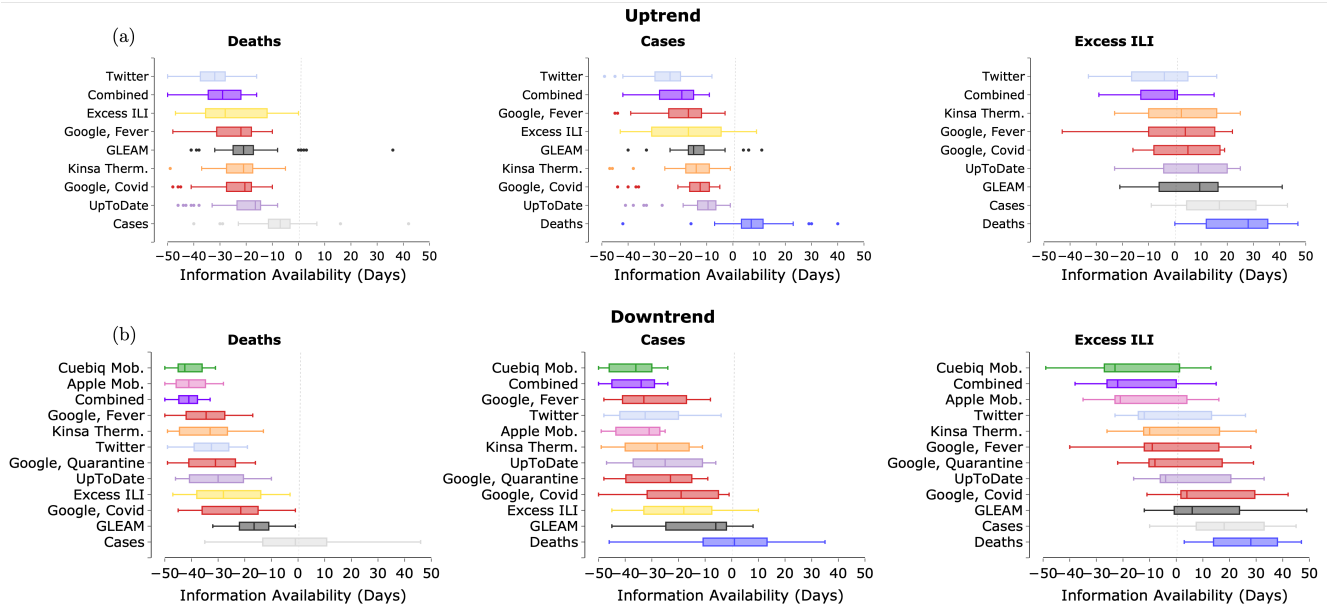 Uptrend
(a)
Deaths
Twitter
Combined
Excess ILI
Google, Fever
GLEAM
Kinsa Therm.
Google, Covid
UpToDate
Cases
−50 −40 −30 −20 −10 0 10 20 30 40 50
Information Availability (Days)
Cases
Twitter
Combined
Google, Fever
Excess ILI
GLEAM
Kinsa Therm.
Google, Covid
UpToDate
Deaths
−50 −40 −30 −20 −10 0 10 20 30 40 50
Information Availability (Days)
Excess ILI
Twitter
Combined
Kinsa Therm.
Google, Fever
Google, Covid
UpToDate
GLEAM
Cases
Deaths
−50 −40 −30 −20 −10 0 10 20 30 40 50
Information Availability (Days)
Downtrend
(b)
Deaths
Cuebiq Mob.
Apple Mob.
Combined
Google, Fever
Kinsa Therm.
Twitter
Google, Quarantine
UpToDate
Excess ILI
Google, Covid
GLEAM
Cases
−50 −40 −30 −20 −10 0 10 20 30 40 50
Information Availability (Days)
Cases
Cuebiq Mob.
Combined
Google, Fever
Twitter
Apple Mob.
Kinsa Therm.
UpToDate
Google, Quarantine
Google, Covid
Excess ILI
GLEAM
Deaths
−50 −40 −30 −20 −10 0 10 20 30 40 50
Information Availability (Days)
Excess ILI
Cuebiq Mob.
Combined
Apple Mob.
Twitter
Kinsa Therm.
Google, Fever
Google, Quarantine
UpToDate
Google, Covid
GLEAM
Cases
Deaths
−50 −40 −30 −20 −10 0 10 20 30 40 50
Information Availability (Days)